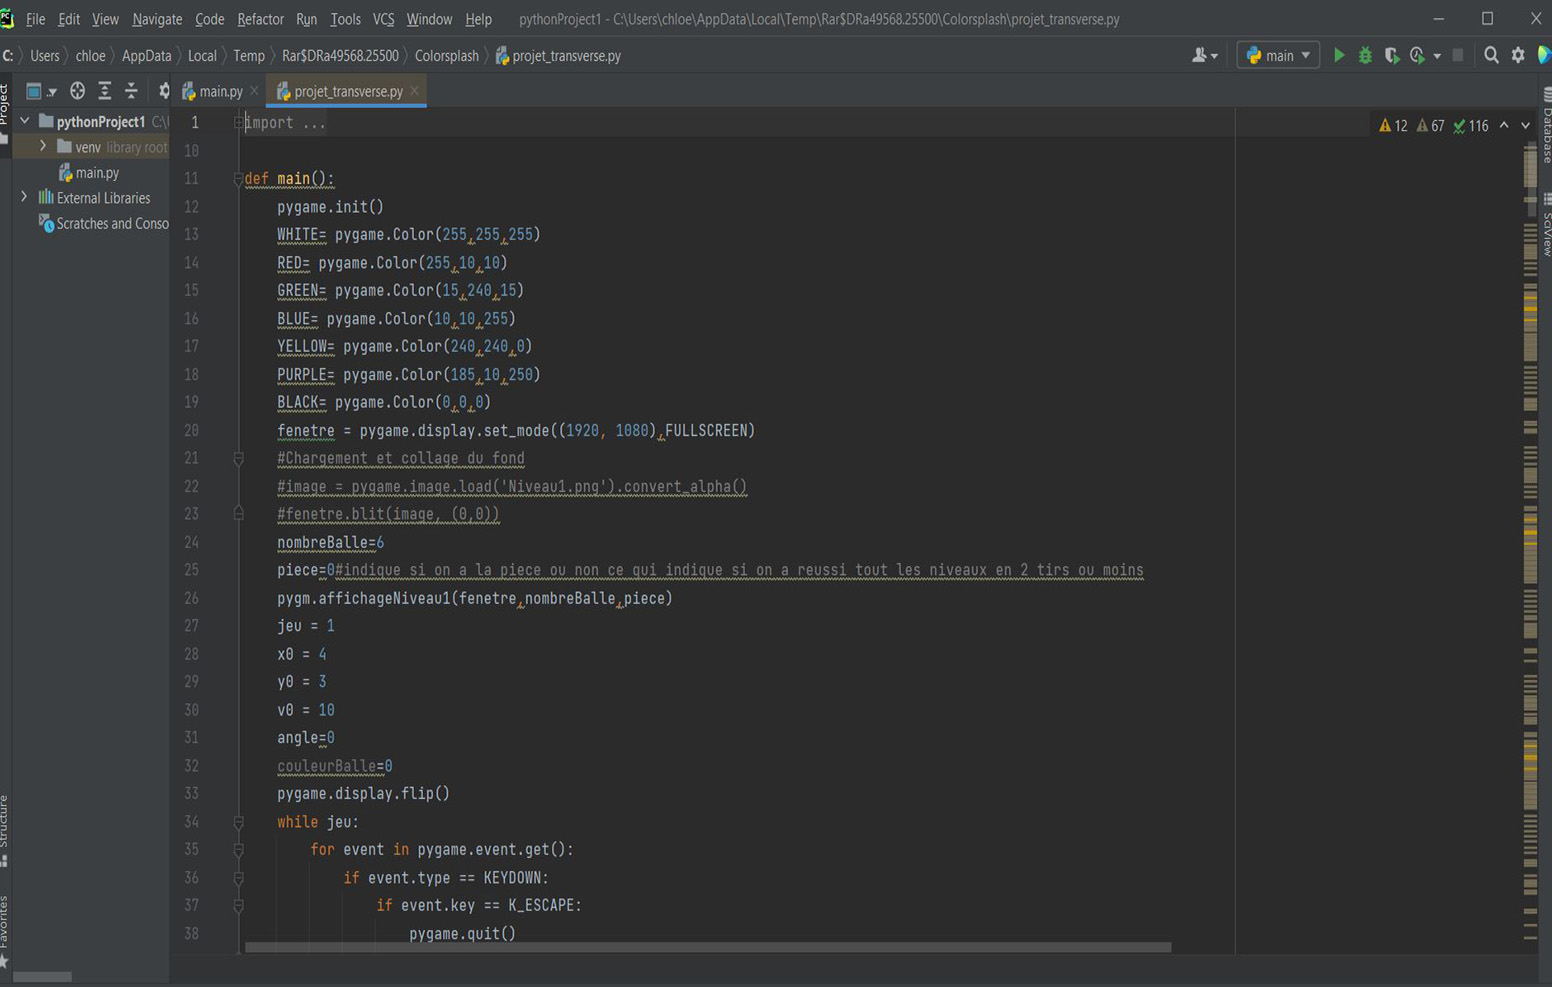 PC File Edit View Navigate Code Refactor Run Tools VCS Window Help pythonProject1 - C:\Users\chloe\AppData\Local\Temp\Rar$DRa49568.25500\Colorsplash\projet_transverse.py
C: Users chloe AppData Local Temp Rar$DRa49568.25500 Colorsplash projet_transverse.py main
main.py projet_transverse.py
Project
pythonProject1 C:\U
venv library root
main.py
External Libraries
Scratches and Conso
Structure
Favorites
Database
SciView
12 67 116
1 import ...
10
11 def main():
12 pygame.init()
13 WHITE= pygame.Color(255,255,255)
14 RED= pygame.Color(255,10,10)
15 GREEN= pygame.Color(15,240,15)
16 BLUE= pygame.Color(10,10,255)
17 YELLOW= pygame.Color(240,240,0)
18 PURPLE= pygame.Color(185,10,250)
19 BLACK= pygame.Color(0,0,0)
20 fenetre = pygame.display.set_mode((1920, 1080),FULLSCREEN)
21 #Chargement et collage du fond
22 #image = pygame.image.load('Niveau1.png').convert_alpha()
23 #fenetre.blit(image, (0,0))
24 nombreBalle=6
25 piece=0#indique si on a la piece ou non ce qui indique si on a reussi tout les niveaux en 2 tirs ou moins
26 pygm.affichageNiveau1(fenetre,nombreBalle,piece)
27 jeu = 1
28 x0 = 4
29 y0 = 3
30 v0 = 10
31 angle=0
32 couleurBalle=0
33 pygame.display.flip()
34 while jeu:
35 for event in pygame.event.get():
36 if event.type == KEYDOWN:
37 if event.key == K_ESCAPE:
38 pygame.quit()